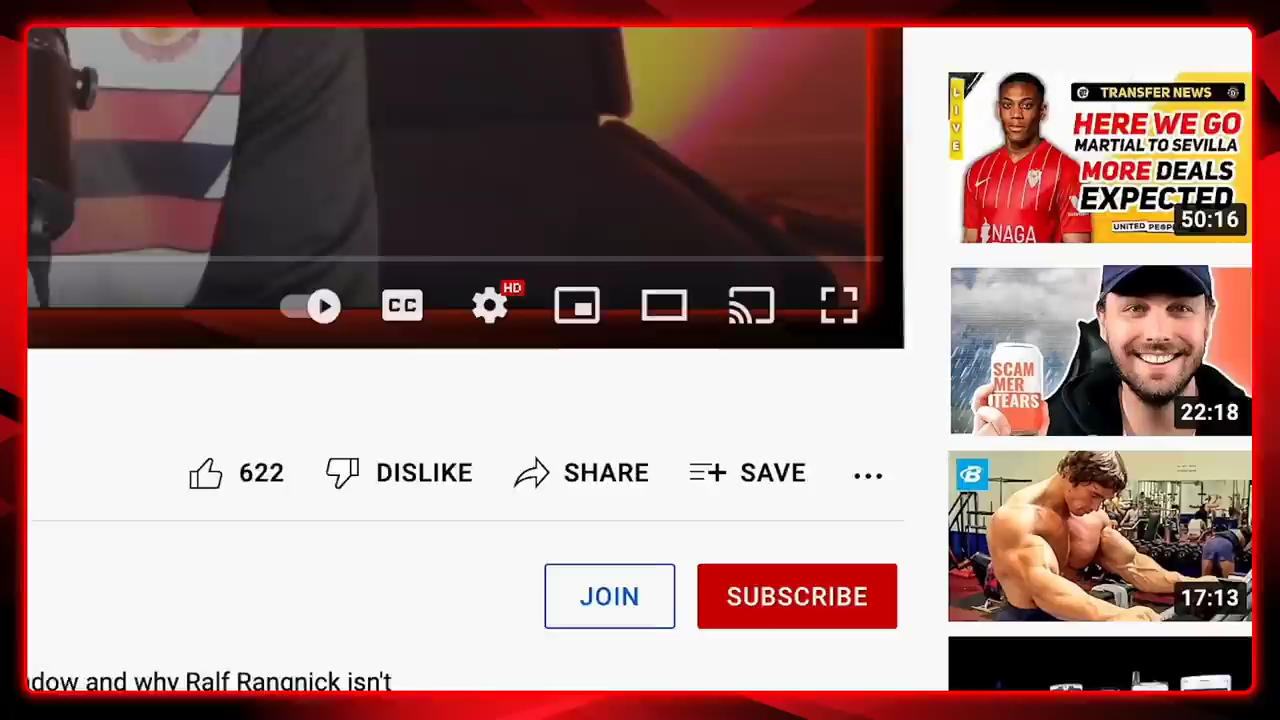 LIVE
TRANSFER NEWS
HERE WE GO
MARTIAL TO SEVILLA
MORE DEALS
EXPECTED
50:16
NAGA
HD
CC
SCAM
MER
TEARS
22:18
622
DISLIKE
SHARE
SAVE
B
17:13
JOIN
SUBSCRIBE
and why Ralf Rangnick isn't